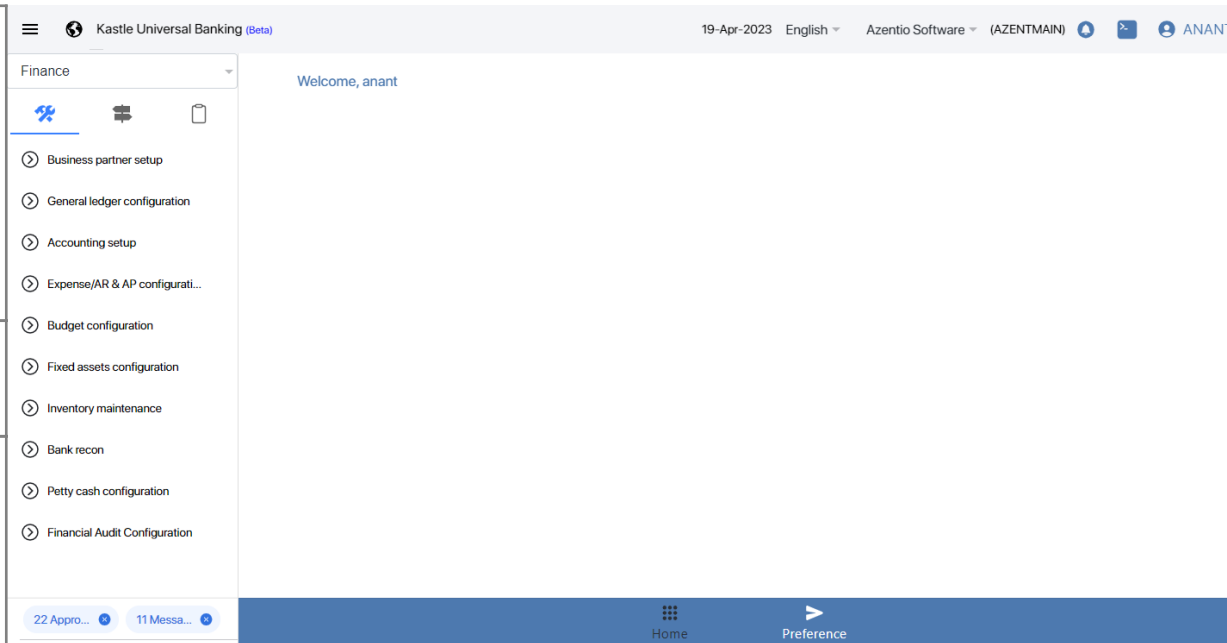 Kastle Universal Banking (Beta)
19-Apr-2023 English Azentio Software (AZENTMAIN) ANANT
Finance
Welcome, anant
Business partner setup
General ledger configuration
Accounting setup
Expense/AR & AP configurati...
Budget configuration
Fixed assets configuration
Inventory maintenance
Bank recon
Petty cash configuration
Financial Audit Configuration
22 Appro... 11 Messa...
Home Preference